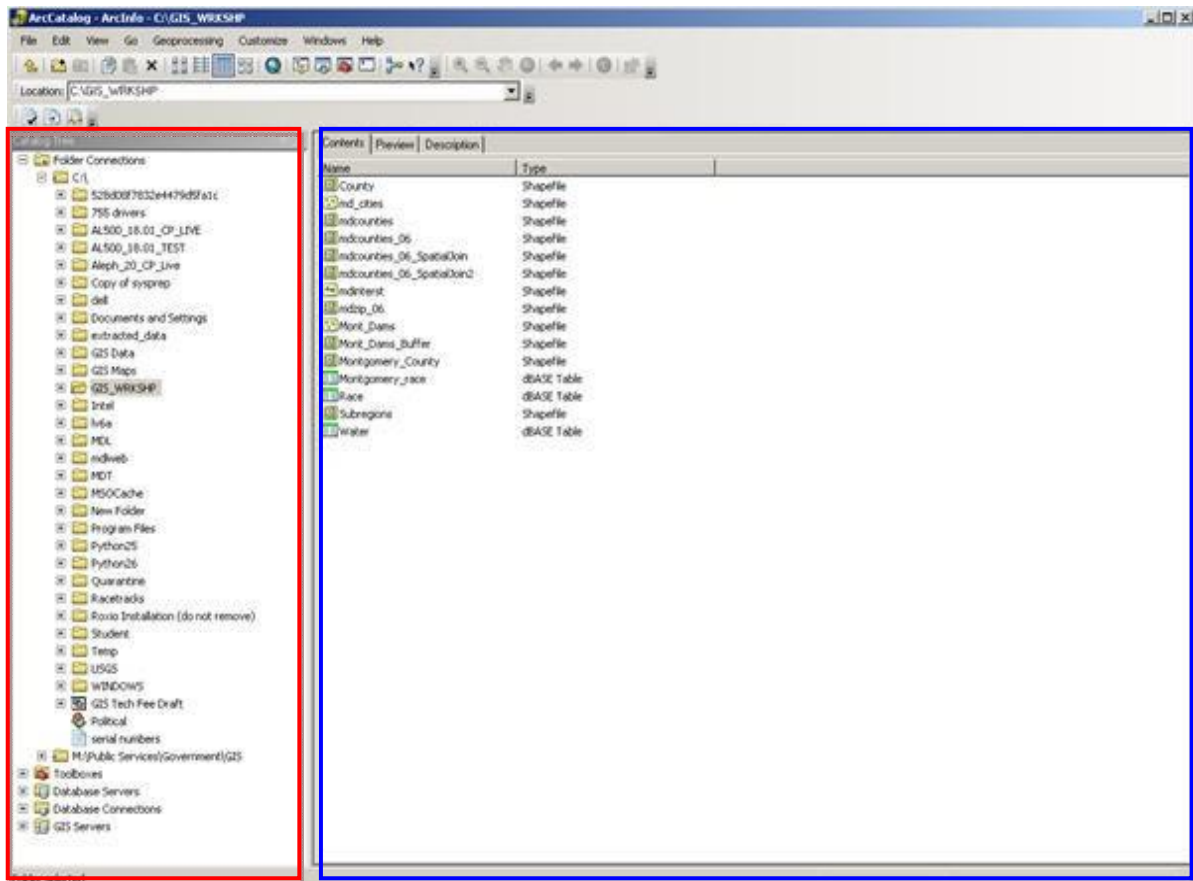 ArcCatalog - ArcInfo - C:\GIS_WRKSHP
File Edit View Go Geoprocessing Customize Windows Help
Location: C:\GIS_WRKSHP
Catalog Tree
Folder Connections
C:\
755 drivers
AL500_18.01_CP_LIVE
AL500_18.01_TEST
Aleph_20_CP_Live
Copy of sysprep
dell
Documents and Settings
extracted_data
GIS Data
GIS Maps
GIS_WRKSHP
Intel
lv6a
MDL
mdlweb
MDT
MSOCache
New Folder
Program Files
Python25
Python26
Quarantine
Racetracks
Roxio Installation (do not remove)
Student
Temp
USGS
WINDOWS
GIS Tech Fee Draft
Political
serial numbers
M:\Public Services\Government\GIS
Toolboxes
Database Servers
Database Connections
GIS Servers
Contents Preview Description
Name Type
County Shapefile
md_cities Shapefile
mdcounties Shapefile
mdcounties_06 Shapefile
mdcounties_06_SpatialJoin Shapefile
mdcounties_06_SpatialJoin2 Shapefile
mdinterst Shapefile
mdzip_06 Shapefile
Mont_Dams Shapefile
Mont_Dams_Buffer Shapefile
Montgomery_County Shapefile
Montgomery_race dBASE Table
Race dBASE Table
Subregions Shapefile
Water dBASE Table